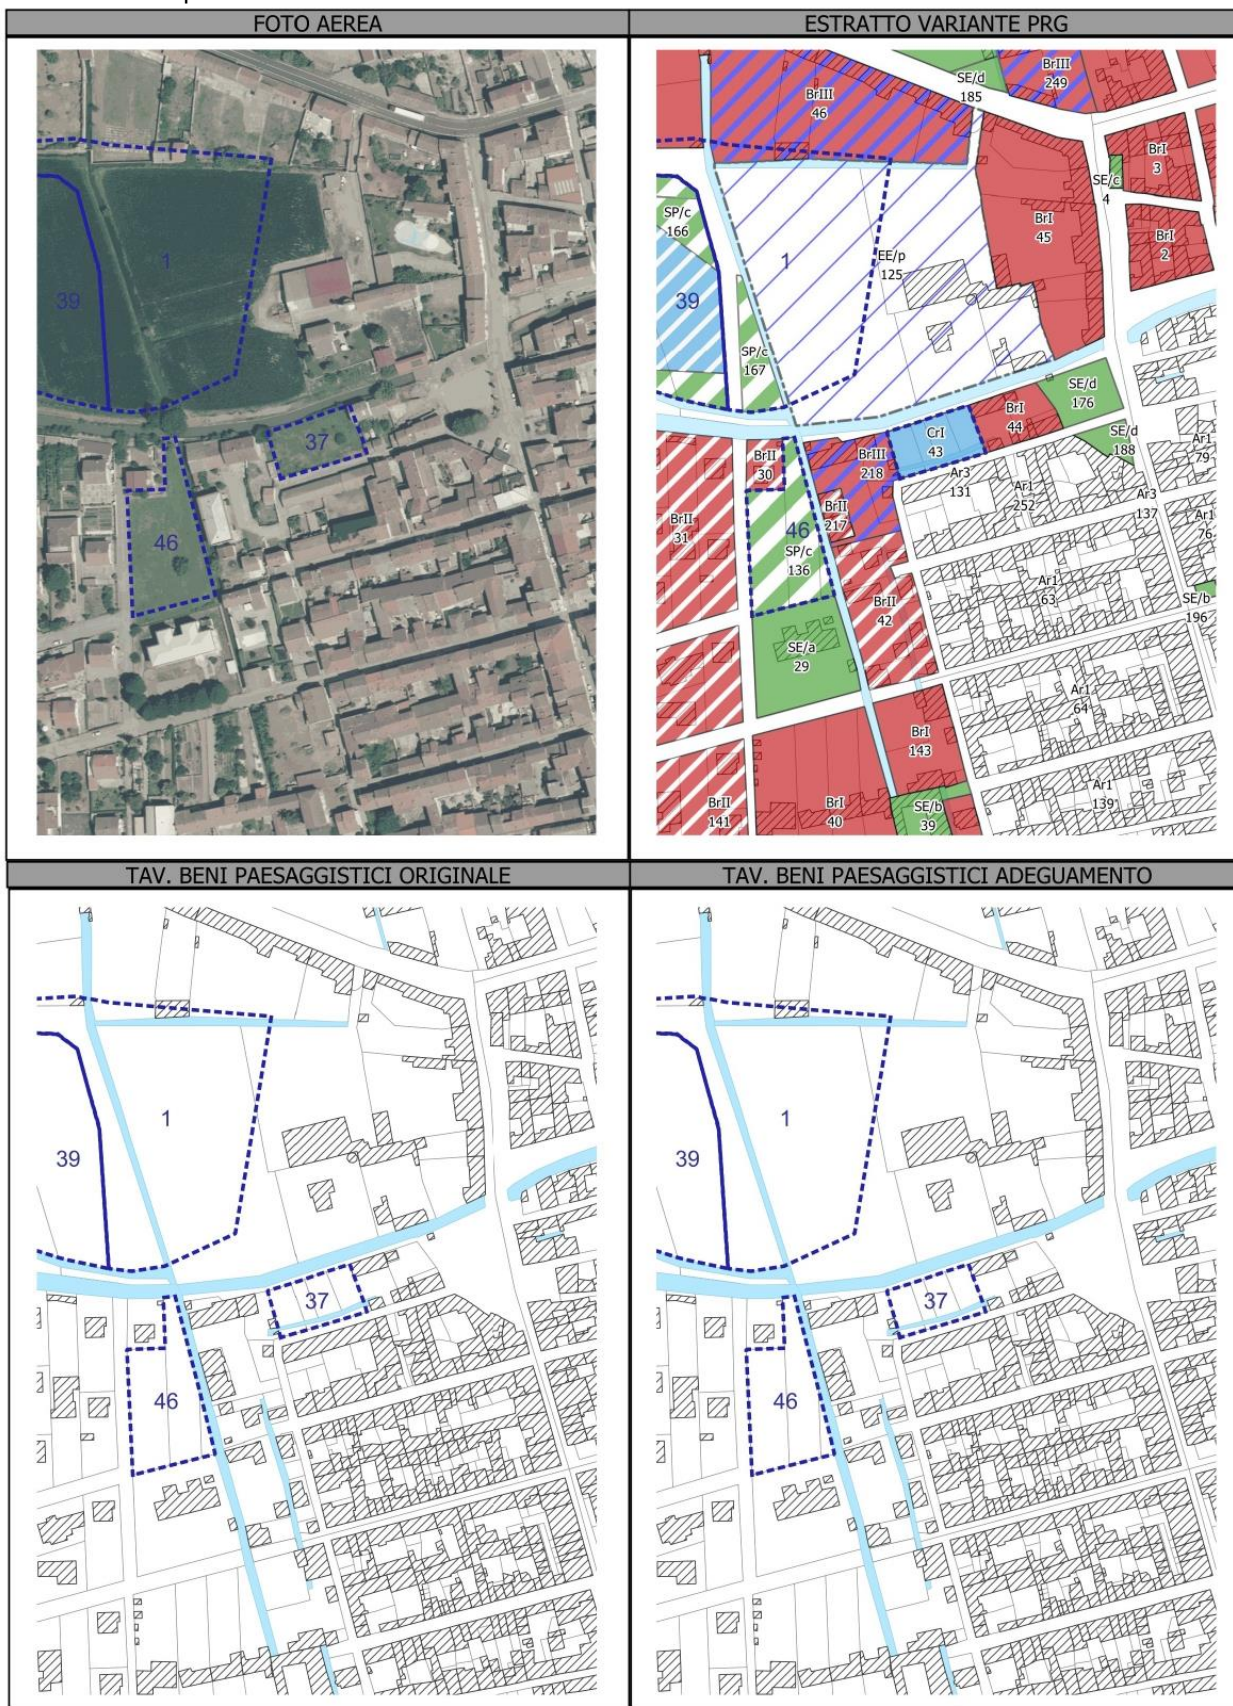 FOTO AEREA
1
39
37
46
ESTRATTO VARIANTE PRG
BrIII
46
SE/d
185
BrIII
249
BrI
3
SE/c
4
SP/c
166
BrI
45
BrI
2
1
EE/p
125
39
SP/c
167
SE/d
176
BrI
44
CrI
43
SE/d
188
Ar1
79
BrII
30
BrIII
218
Ar3
131
Ar1
252
Ar3
137
BrII
217
Ar1
76
BrII
31
46
SP/c
136
Ar1
63
BrII
42
SE/b
196
SE/a
29
Ar1
64
BrI
143
BrII
141
BrI
40
SE/b
39
Ar1
139
TAV. BENI PAESAGGISTICI ORIGINALE
1
39
37
46
TAV. BENI PAESAGGISTICI ADEGUAMENTO
1
39
37
46